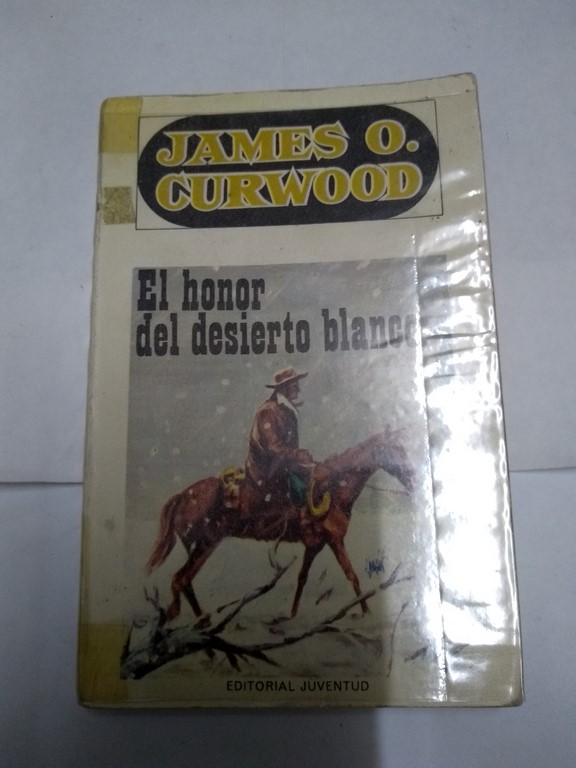 JAMES O.
CURWOOD
El honor
del desierto blanco
EDITORIAL JUVENTUD